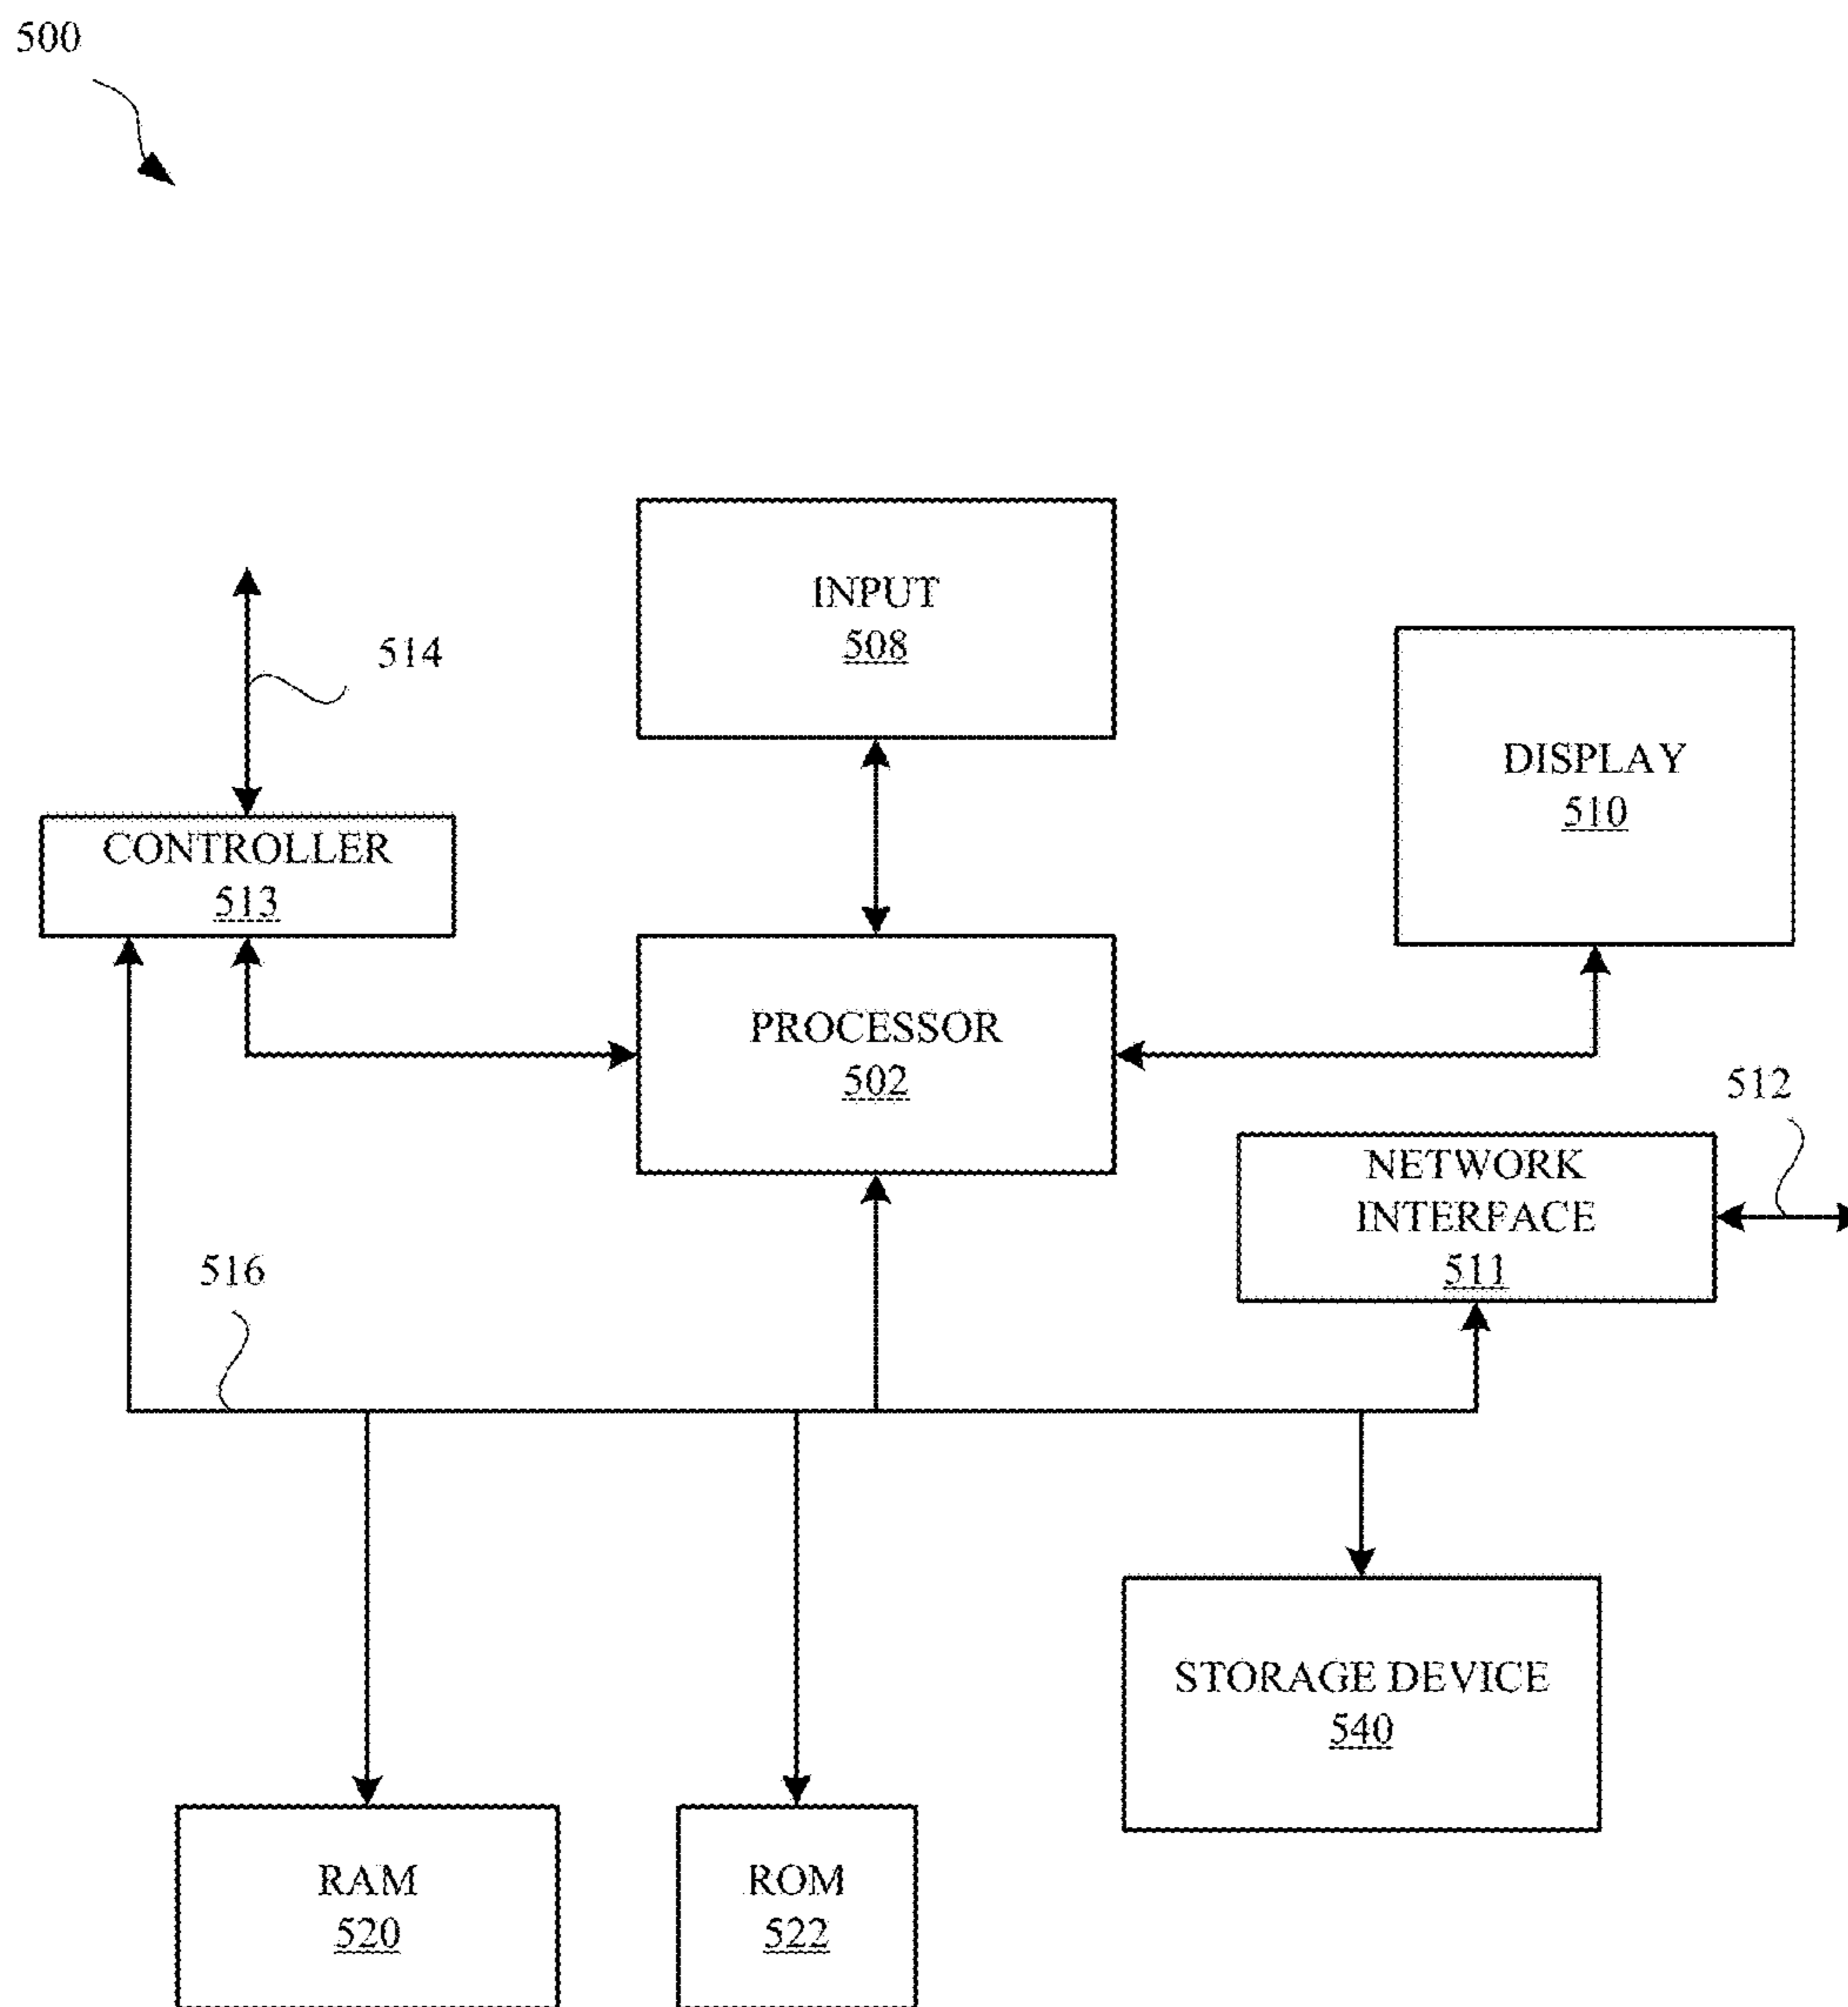 500
INPUT
508
514
DISPLAY
510
CONTROLLER
513
PROCESSOR
502
512
NETWORK
INTERFACE
511
516
STORAGE DEVICE
540
RAM
520
ROM
522